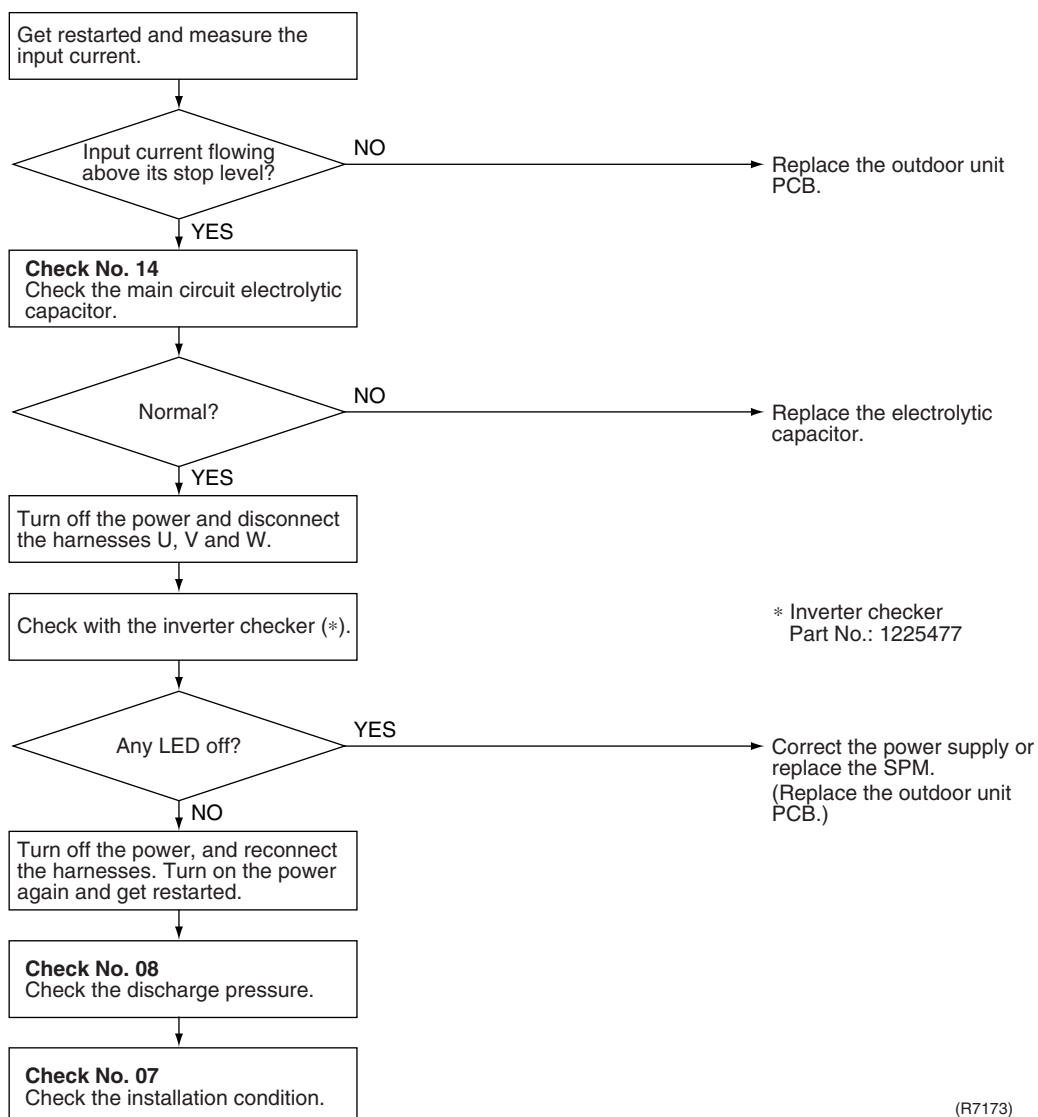 Get restarted and measure the
input current.
Input current flowing
above its stop level?
NO
Replace the outdoor unit
PCB.
YES
Check No. 14
Check the main circuit electrolytic
capacitor.
Normal?
NO
Replace the electrolytic
capacitor.
YES
Turn off the power and disconnect
the harnesses U, V and W.
Check with the inverter checker (*).
* Inverter checker
Part No.: 1225477
Any LED off?
YES
Correct the power supply or
replace the SPM.
(Replace the outdoor unit
PCB.)
NO
Turn off the power, and reconnect
the harnesses. Turn on the power
again and get restarted.
Check No. 08
Check the discharge pressure.
Check No. 07
Check the installation condition.
(R7173)